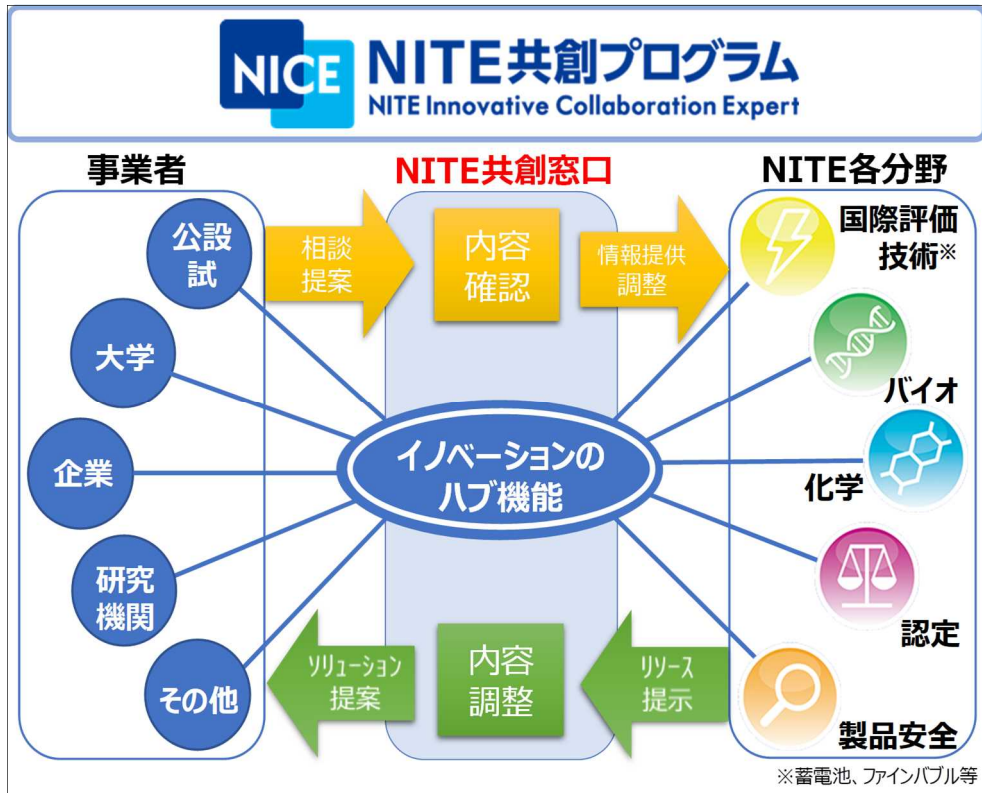 NICE
NITE共創プログラム
NITE Innovative Collaboration Expert
事業者
NITE共創窓口
NITE各分野
公設
試
大学
企業
研究
機関
その他
相談
提案
内容
確認
情報提供
調整
イノベーションの
ハブ機能
国際評価
技術※
バイオ
化学
認定
製品安全
リソース
提示
内容
調整
ソリューション
提案
※蓄電池、ファインバブル等